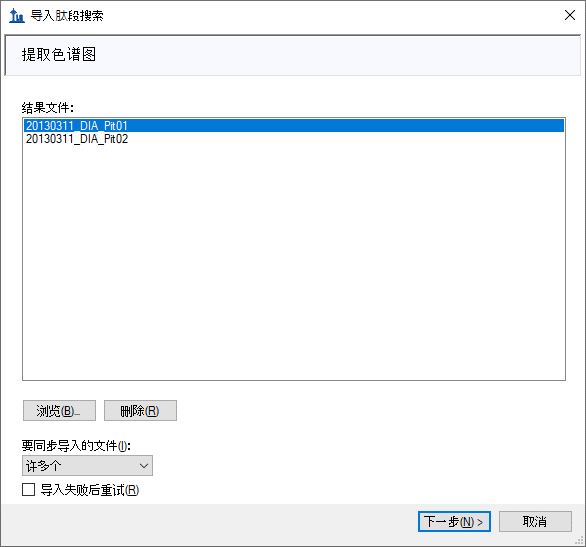 导入肽段搜索
提取色谱图
结果文件:
20130311_DIA_Pit01
20130311_DIA_Pit02
浏览(B)... 删除(R)
要同步导入的文件(I):
许多个
导入失败后重试(R)
下一步(N) > 取消